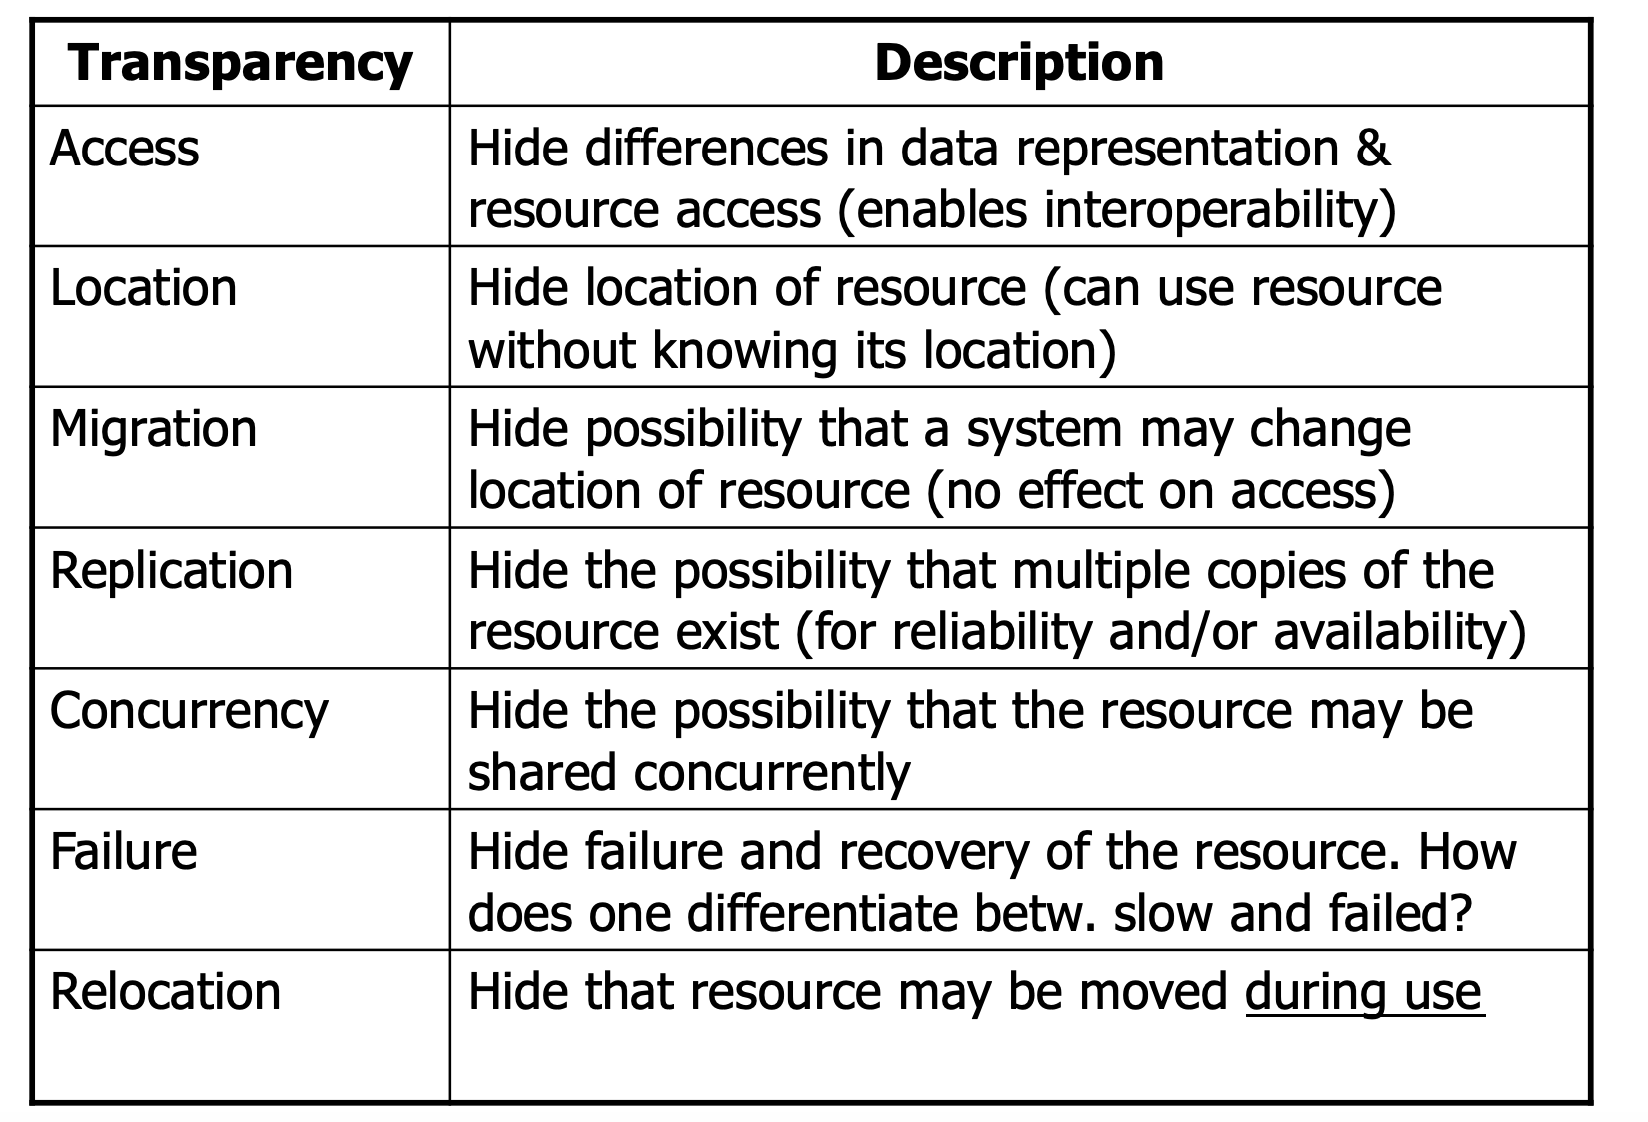 Transparency Description
Access
Hide differences in data representation &
resource access (enables interoperability)
Location
Hide location of resource (can use resource
without knowing its location)
Migration
Hide possibility that a system may change
location of resource (no effect on access)
Replication
Hide the possibility that multiple copies of the
resource exist (for reliability and/or availability)
Concurrency
Hide the possibility that the resource may be
shared concurrently
Failure
Hide failure and recovery of the resource. How
does one differentiate betw. slow and failed?
Relocation
Hide that resource may be moved during use